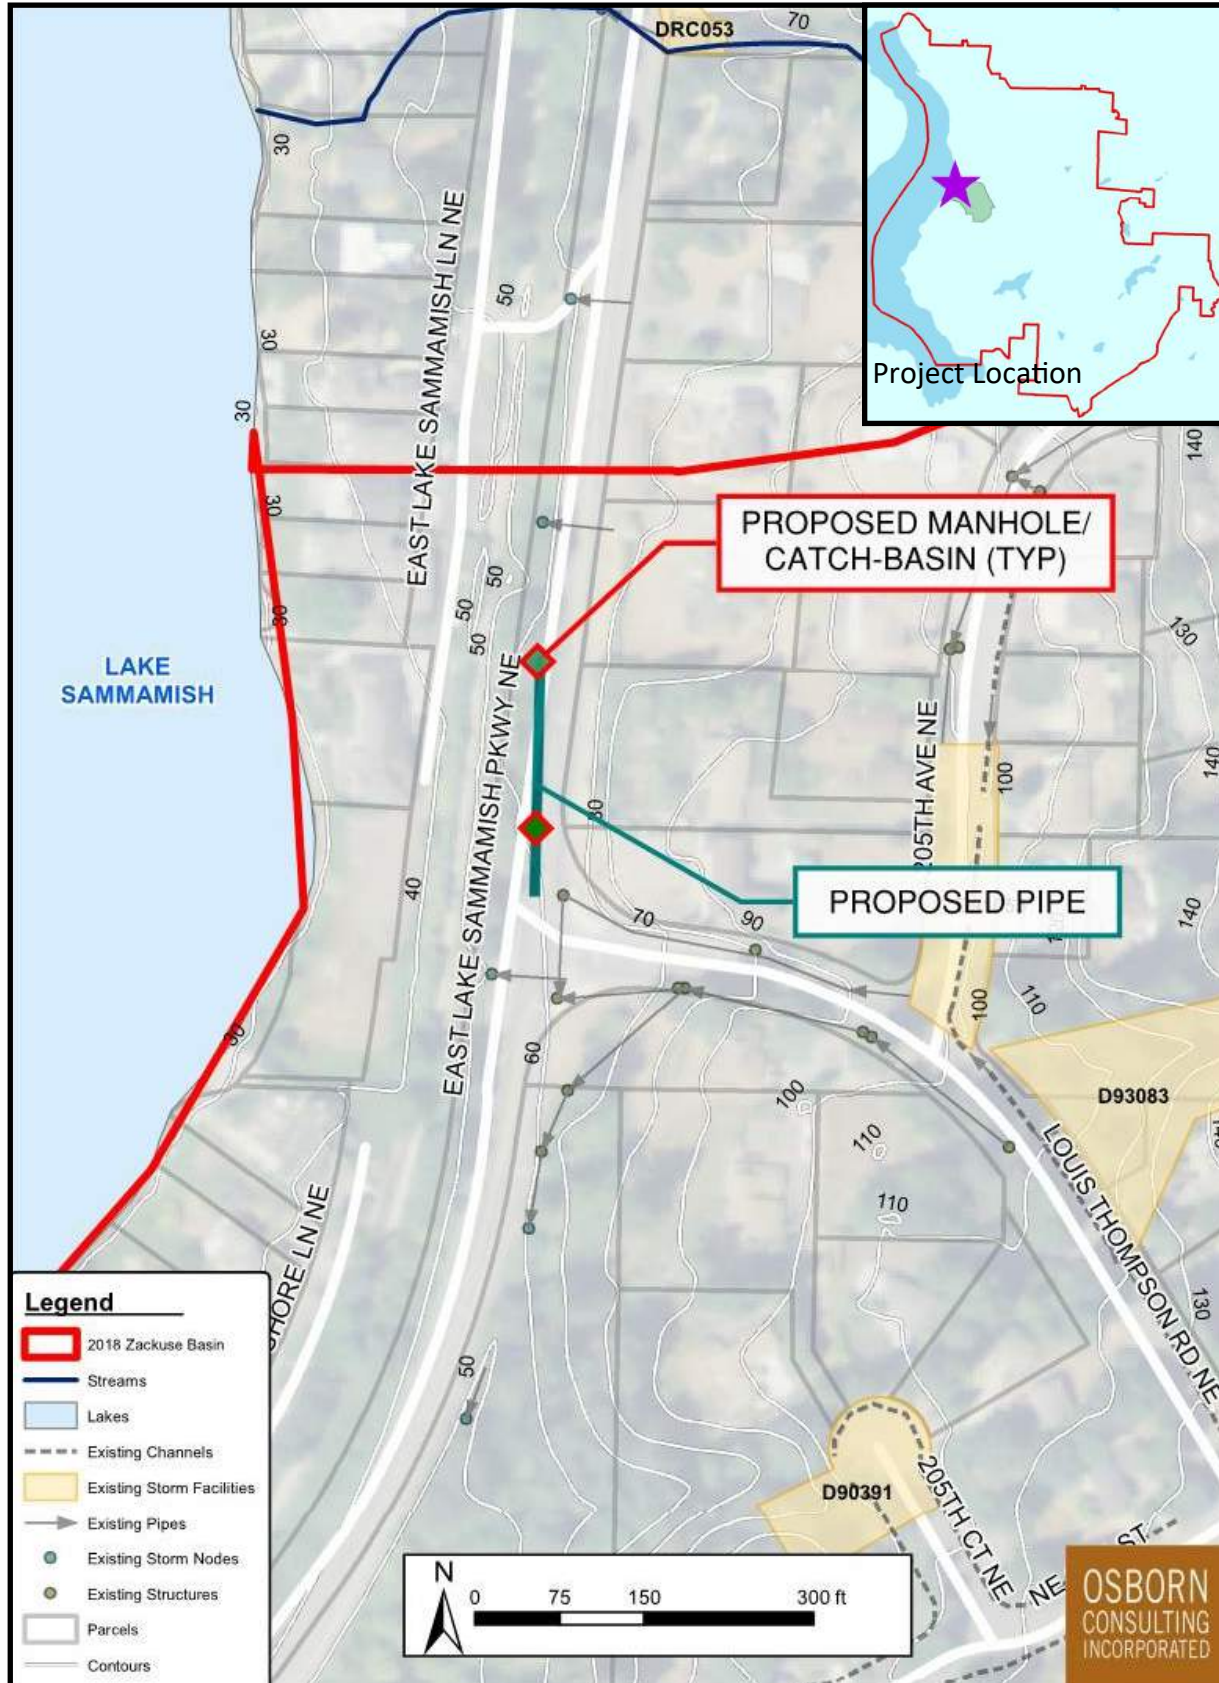 DRC053
70
Project Location
30
EAST LAKE SAMMAMISH LN NE
50
30
30
140
30
PROPOSED MANHOLE/
CATCH-BASIN (TYP)
50
50
50
30
130
LAKE
SAMMAMISH
EAST LAKE SAMMAMISH PKWY NE
205TH AVE NE
100
140
80
40
PROPOSED PIPE
70
90
140
110
100
30
60
100
D93083
110
110
LOUIS THOMPSON RD NE
130
SHORE LN NE
50
D90391
205TH CT NE
NE
ST
Legend
2018 Zackuse Basin
Streams
Lakes
Existing Channels
Existing Storm Facilities
Existing Pipes
Existing Storm Nodes
Existing Structures
Parcels
Contours
N
0 75 150 300 ft
OSBORN
CONSULTING
INCORPORATED